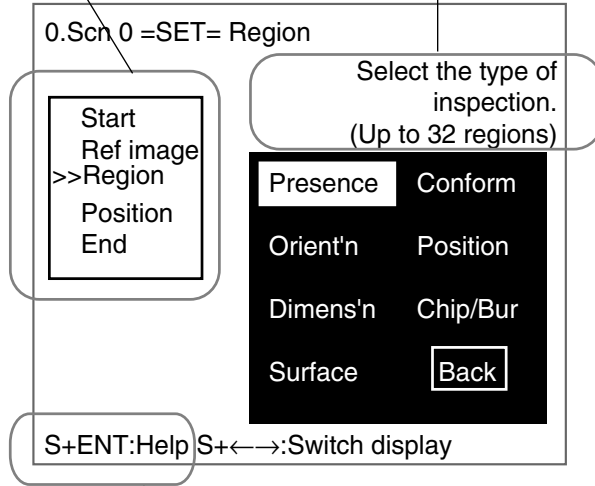 0.Scn 0 =SET= Region
Select the type of
inspection.
(Up to 32 regions)
Start
Ref image
>>Region
Position
End
Presence Conform
Orient'n Position
Dimens'n Chip/Bur
Surface Back
S+ENT:Help S+←→:Switch display